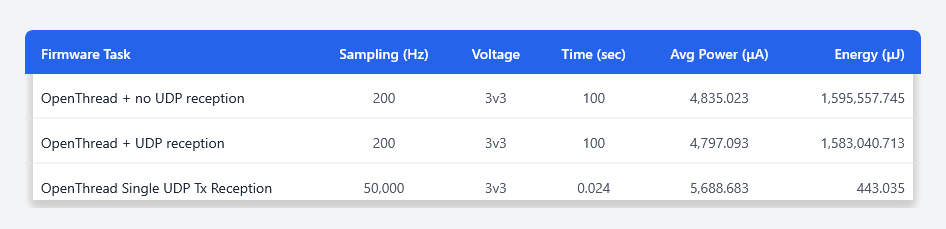 Firmware Task Sampling (Hz) Voltage Time (sec) Avg Power (µA) Energy (µJ)
OpenThread + no UDP reception 200 3v3 100 4,835.023 1,595,557.745
OpenThread + UDP reception 200 3v3 100 4,797.093 1,583,040.713
OpenThread Single UDP Tx Reception 50,000 3v3 0.024 5,688.683 443.035